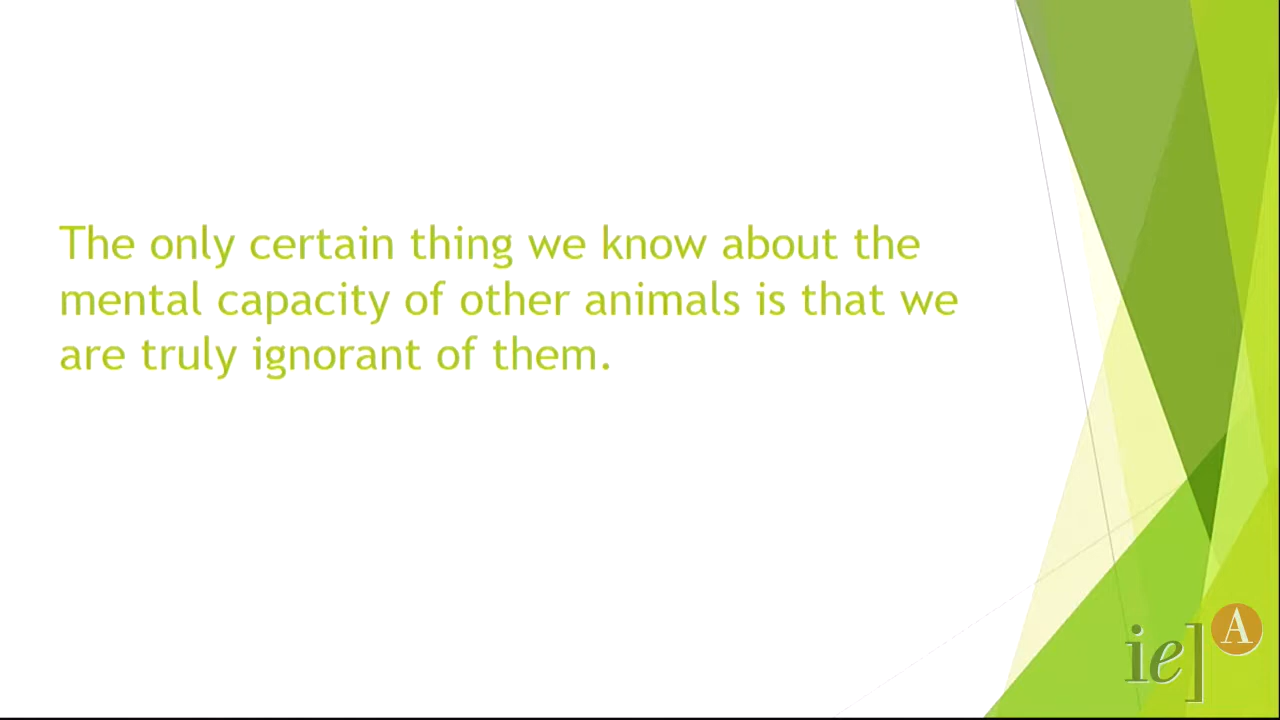 The only certain thing we know about the
mental capacity of other animals is that we
are truly ignorant of them.
ie] A